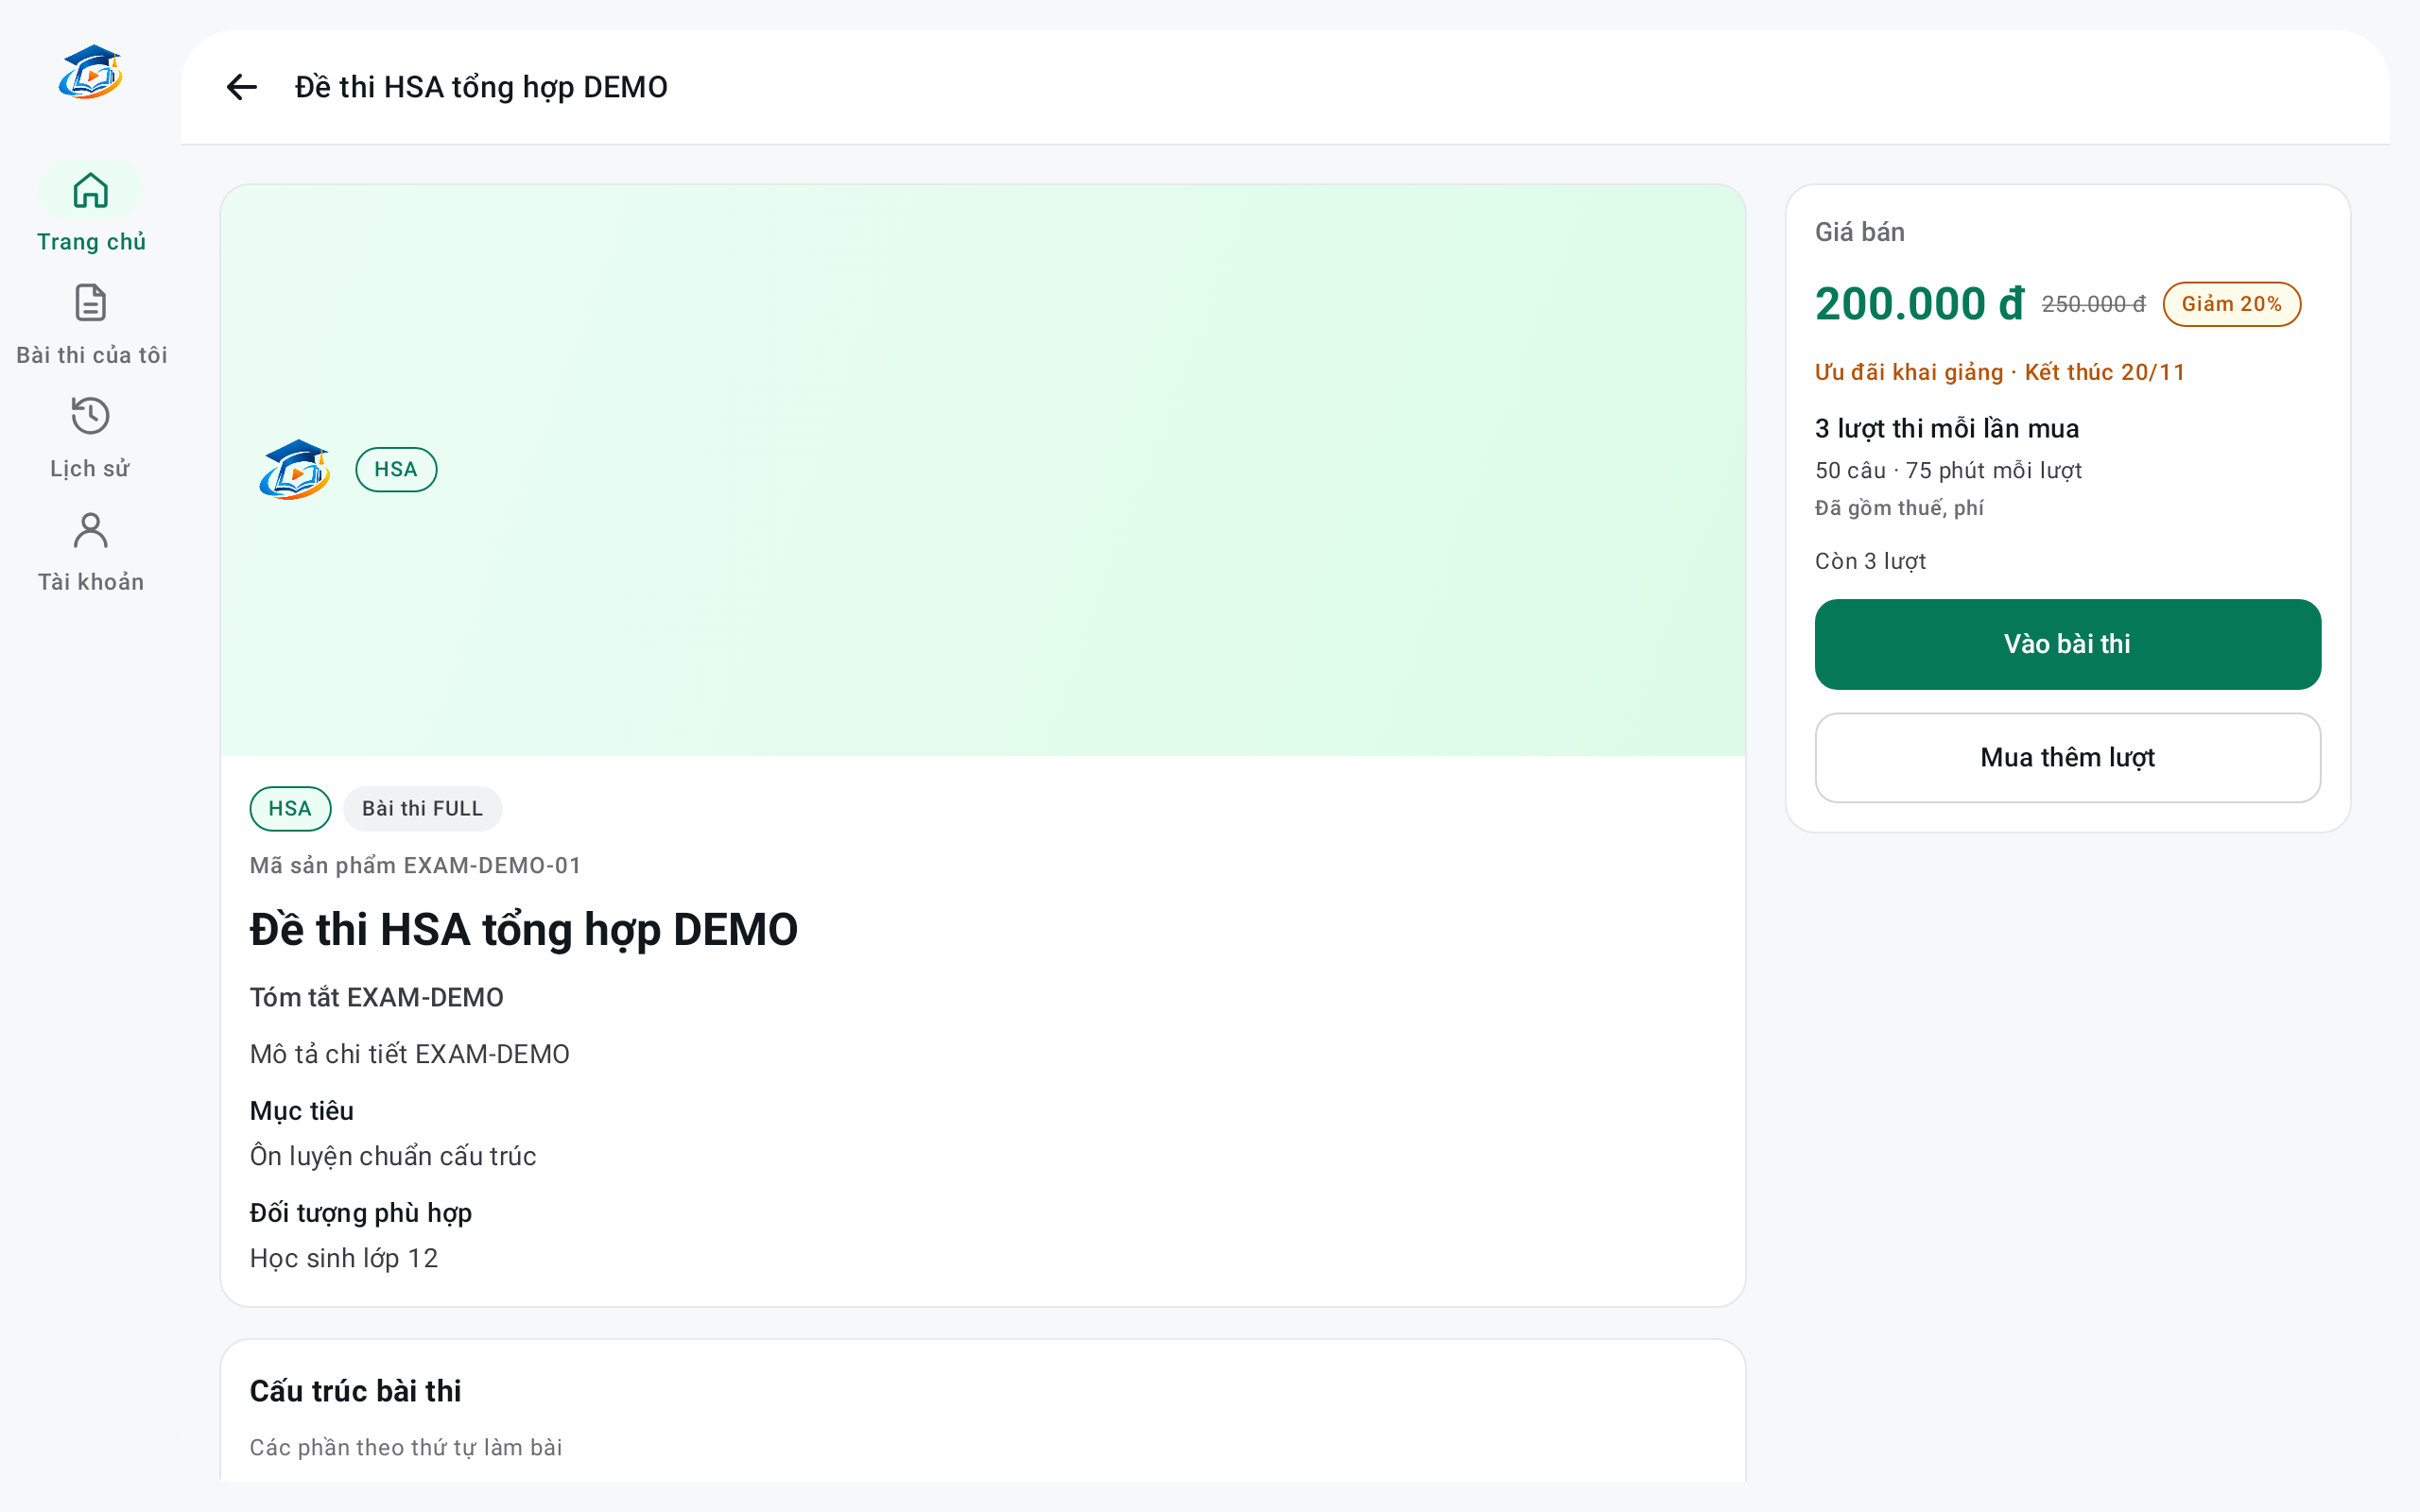 Trang chủ
Bài thi của tôi
Lịch sử
Tài khoản
Đề thi HSA tổng hợp DEMO
HSA
HSA
Bài thi FULL
Mã sản phẩm EXAM-DEMO-01
Đề thi HSA tổng hợp DEMO
Tóm tắt EXAM-DEMO
Mô tả chi tiết EXAM-DEMO
Mục tiêu
Ôn luyện chuẩn cấu trúc
Đối tượng phù hợp
Học sinh lớp 12
Cấu trúc bài thi
Các phần theo thứ tự làm bài
Giá bán
200.000 đ 250.000 đ Giảm 20%
Ưu đãi khai giảng · Kết thúc 20/11
3 lượt thi mỗi lần mua
50 câu · 75 phút mỗi lượt
Đã gồm thuế, phí
Còn 3 lượt
Vào bài thi
Mua thêm lượt